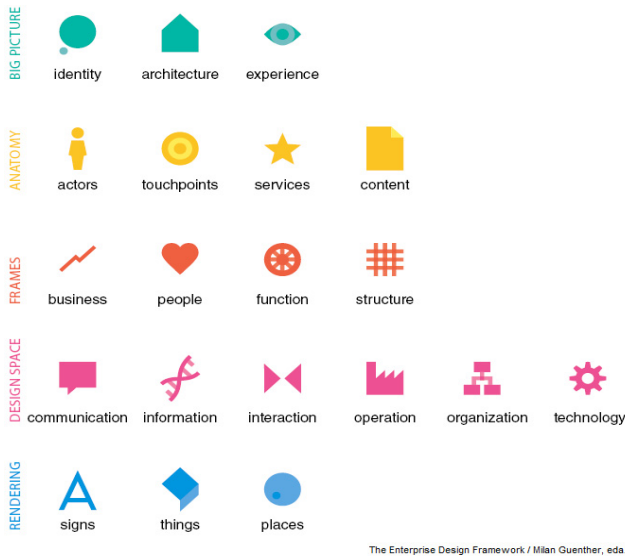 BIG PICTURE
identity architecture experience
ANATOMY
actors touchpoints services content
FRAMES
business people function structure
DESIGN SPACE
communication information interaction operation organization technology
RENDERING
signs things places
The Enterprise Design Framework / Milan Guenther, eda